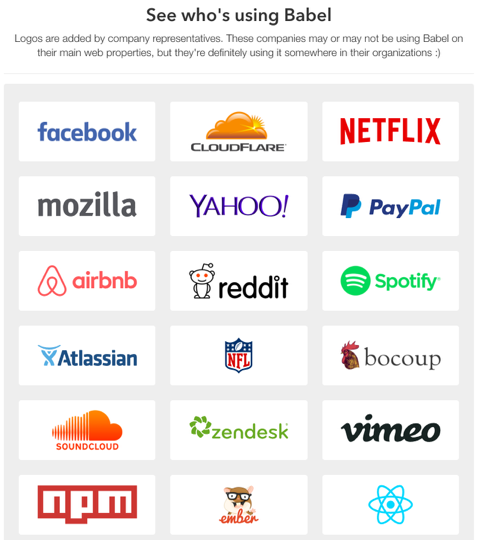 See who's using Babel
Logos are added by company representatives. These companies may or may not be using Babel on
their main web properties, but they're definitely using it somewhere in their organizations :)
facebook
CLOUDFLARE
NETFLIX
mozilla
YAHOO!
PayPal
airbnb
reddit
Spotify
Atlassian
NFL
bocoup
SOUNDCLOUD
zendesk
vimeo
npm
ember